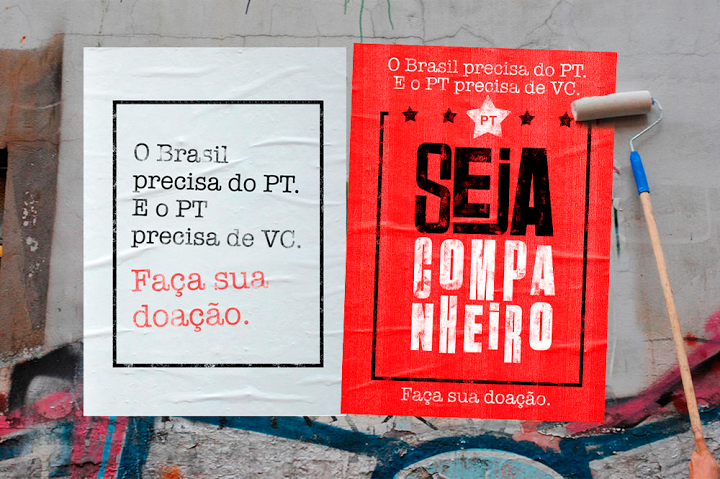 O Brasil
precisa do PT.
E o PT
precisa de VC.
Faça sua
doação.
O Brasil precisa do PT.
E o PT precisa de VC.
PT
SEJA
COMPA
NHEIRO
Faça sua doação.